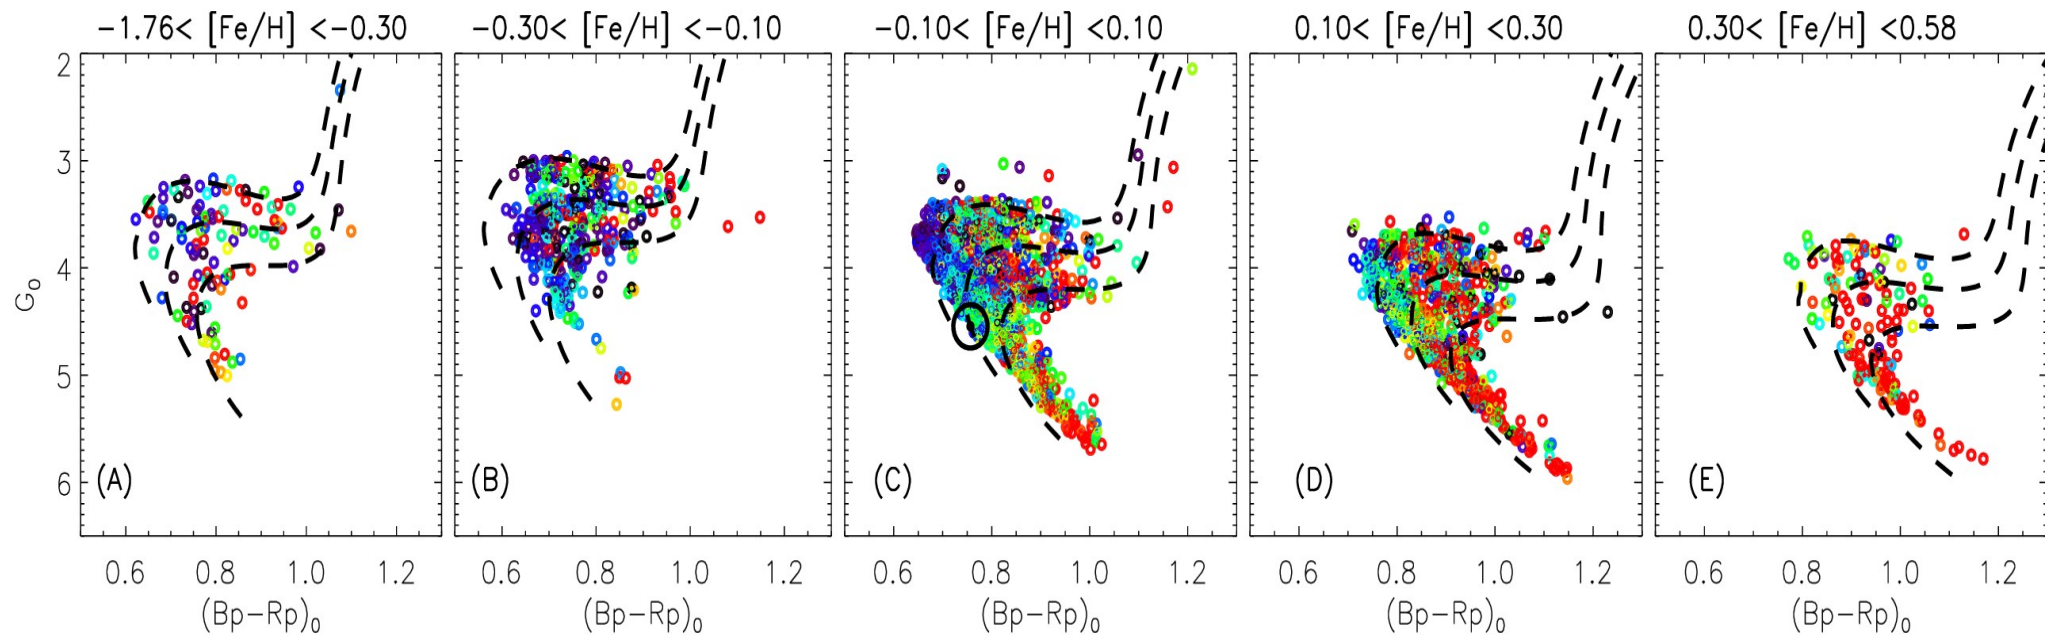 −1.76< [Fe/H] <−0.30
−0.30< [Fe/H] <−0.10
−0.10< [Fe/H] <0.10
0.10< [Fe/H] <0.30
0.30< [Fe/H] <0.58
2
3
4
5
6
G₀
(A)
(B)
(C)
(D)
(E)
0.6 0.8 1.0 1.2
0.6 0.8 1.0 1.2
0.6 0.8 1.0 1.2
0.6 0.8 1.0 1.2
0.6 0.8 1.0 1.2
(Bp−Rp)₀
(Bp−Rp)₀
(Bp−Rp)₀
(Bp−Rp)₀
(Bp−Rp)₀